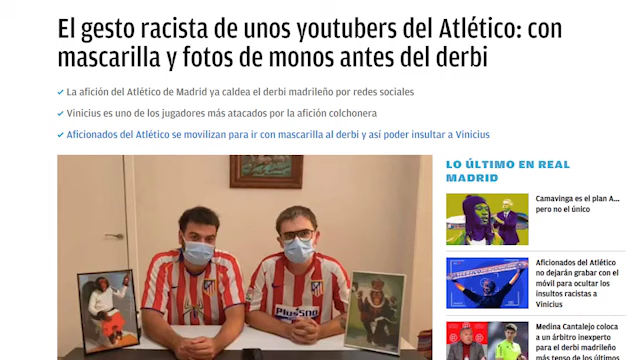 El gesto racista de unos youtubers del Atlético: con
mascarilla y fotos de monos antes del derbi
La afición del Atlético de Madrid ya caldea el derbi madrileño por redes sociales
Vinicius es uno de los jugadores más atacados por la afición colchonera
Aficionados del Atlético se movilizan para ir con mascarilla al derbi y así poder insultar a Vinicius
LO ÚLTIMO EN REAL
MADRID
Camavinga es el plan A...
pero no el único
Aficionados del Atlético
no dejarán grabar con el
móvil para ocultar los
insultos racistas a
Vinicius
Medina Cantalejo coloca
a un árbitro inexperto
para el derbi madrileño
más tenso de los últimos
Plus500